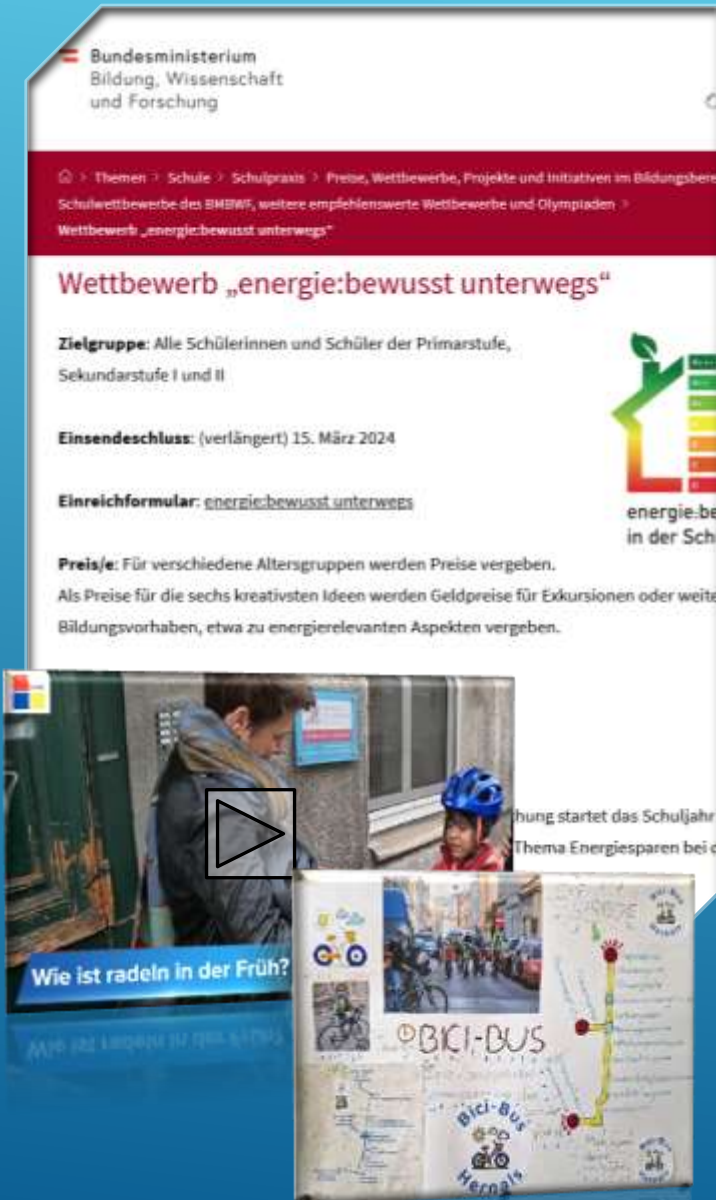 Bundesministerium
Bildung, Wissenschaft
und Forschung
> Themen > Schule > Schulpraxis > Preise, Wettbewerbe, Projekte und Initiativen im Bildungsbere
Schulwettbewerbe des BMBWF, weitere empfehlenswerte Wettbewerbe und Olympiaden >
Wettbewerb „energie:bewusst unterwegs“
Wettbewerb „energie:bewusst unterwegs“
Zielgruppe: Alle Schülerinnen und Schüler der Primarstufe,
Sekundarstufe I und II
Einsendeschluss: (verlängert) 15. März 2024
Einreichformular: energie:bewusst unterwegs
energie:be
in der Sch
Preis/e: Für verschiedene Altersgruppen werden Preise vergeben.
Als Preise für die sechs kreativsten Ideen werden Geldpreise für Exkursionen oder weite
Bildungsvorhaben, etwa zu energierelevanten Aspekten vergeben.
hung startet das Schuljahr
Thema Energiesparen bei d
Wie ist radeln in der Früh?
BICI-BUS
Bici-Bus
Hernals